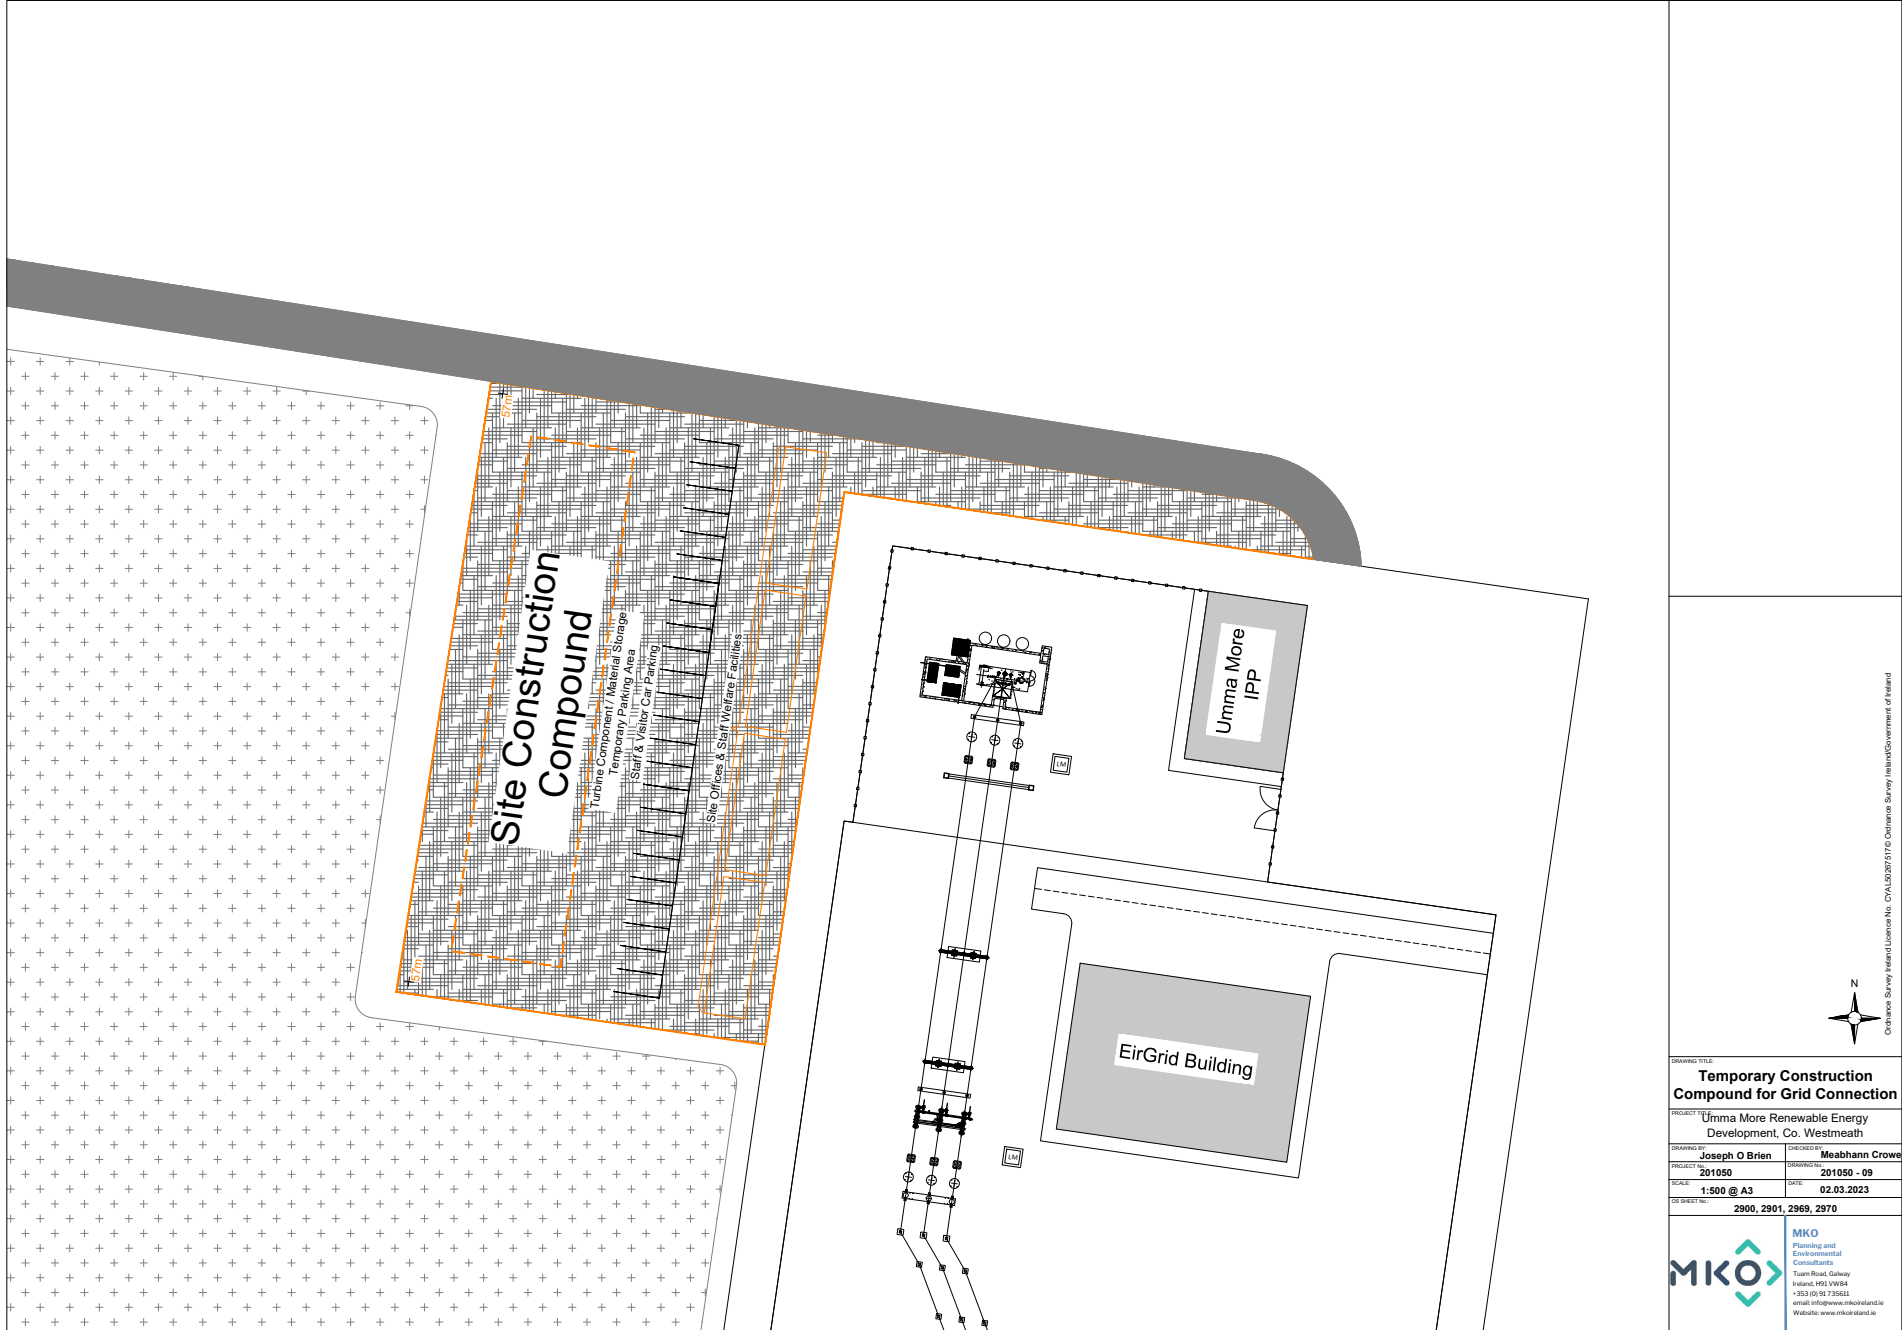 57m
Site Construction
Compound
Turbine Component / Material Storage
Temporary Parking Area
Staff & Visitor Car Parking
Site Offices & Staff Welfare Facilities
57m
Umma More
IPP
LM
EirGrid Building
LM
Ordnance Survey Ireland Licence No. CYAL50267517 © Ordnance Survey Ireland/Government of Ireland
N
DRAWING TITLE:
Temporary Construction
Compound for Grid Connection
PROJECT TITLE:
Umma More Renewable Energy
Development, Co. Westmeath
DRAWING BY:
Joseph O Brien
CHECKED BY:
Meabhann Crowe
PROJECT No.:
201050
DRAWING No.:
201050 - 09
SCALE:
1:500 @ A3
DATE:
02.03.2023
OS SHEET No.:
2900, 2901, 2969, 2970
MKO
MKO
Planning and
Environmental
Consultants
Tuam Road, Galway
Ireland, H91 VW84
+353 (0) 91 735611
email: info@www.mkoireland.ie
Website: www.mkoireland.ie